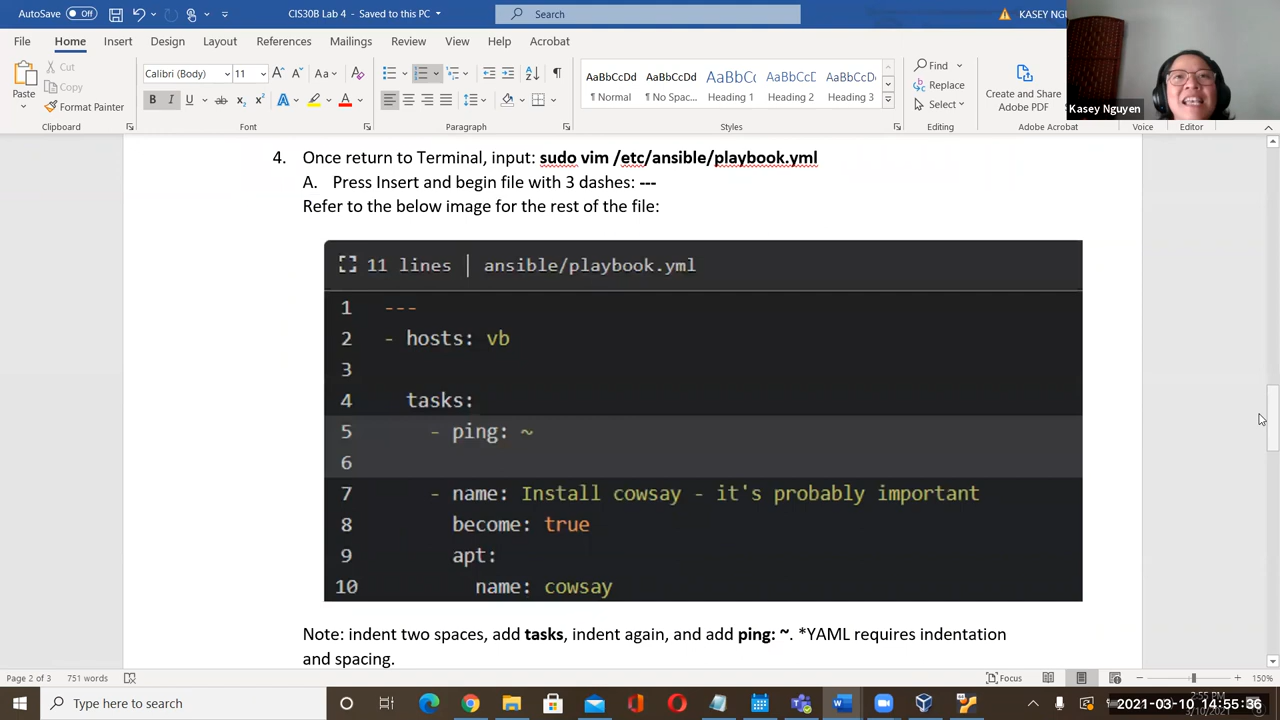 AutoSave Off CIS30B Lab 4 - Saved to this PC Search KASEY NGU
File Home Insert Design Layout References Mailings Review View Help Acrobat
Cut
Copy
Paste
Format Painter
Clipboard
Calibri (Body) 11
Font
Paragraph
AaBbCcDd AaBbCcDd AaBbCc AaBbCcD AaBbCcD
¶ Normal ¶ No Spac... Heading 1 Heading 2 Heading 3
Styles
Find
Replace
Select
Editing
Create and Share
Adobe PDF
Adobe Acrobat
Voice
Editor
Kasey Nguyen
4. Once return to Terminal, input: sudo vim /etc/ansible/playbook.yml
A. Press Insert and begin file with 3 dashes: ---
Refer to the below image for the rest of the file:
11 lines | ansible/playbook.yml
1 ---
2 - hosts: vb
3
4 tasks:
5 - ping: ~
6
7 - name: Install cowsay - it's probably important
8 become: true
9 apt:
10 name: cowsay
Note: indent two spaces, add tasks, indent again, and add ping: ~. *YAML requires indentation
and spacing.
Page 2 of 3 751 words Focus 150%
Type here to search
2021-03-10 14:55:36